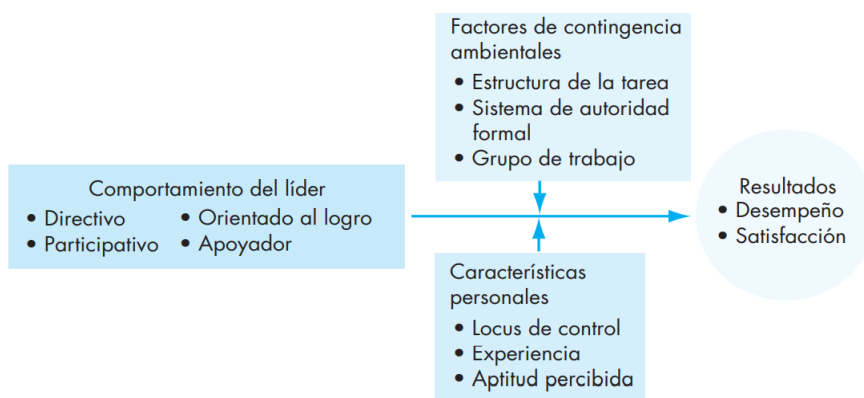 Factores de contingencia
ambientales
• Estructura de la tarea
• Sistema de autoridad
formal
• Grupo de trabajo
Comportamiento del líder
• Directivo • Orientado al logro
• Participativo • Apoyador
Resultados
• Desempeño
• Satisfacción
Características
personales
• Locus de control
• Experiencia
• Aptitud percibida